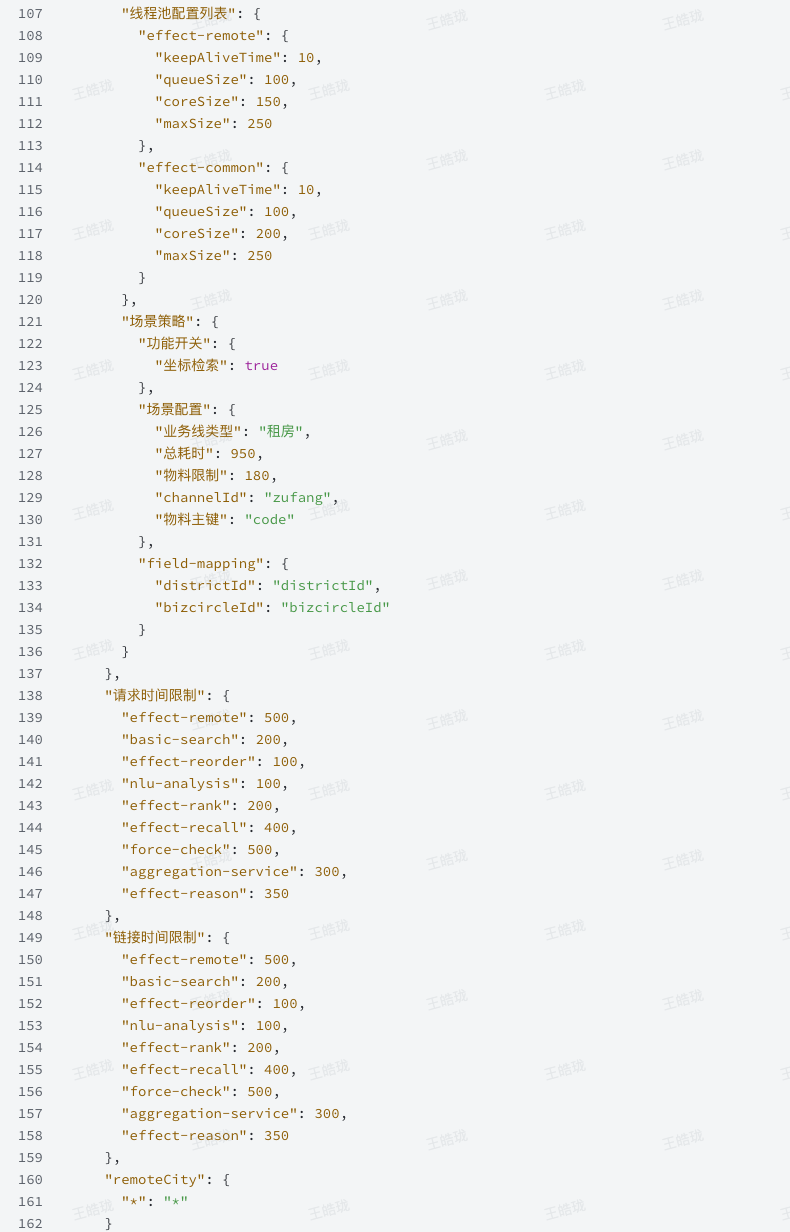 107 "线程池配置列表": {
108 "effect-remote": {
109 "keepAliveTime": 10,
110 "queueSize": 100,
111 "coreSize": 150,
112 "maxSize": 250
113 },
114 "effect-common": {
115 "keepAliveTime": 10,
116 "queueSize": 100,
117 "coreSize": 200,
118 "maxSize": 250
119 }
120 },
121 "场景策略": {
122 "功能开关": {
123 "坐标检索": true
124 },
125 "场景配置": {
126 "业务线类型": "租房",
127 "总耗时": 950,
128 "物料限制": 180,
129 "channelId": "zufang",
130 "物料主键": "code"
131 },
132 "field-mapping": {
133 "districtId": "districtId",
134 "bizcircleId": "bizcircleId"
135 }
136 }
137 },
138 "请求时间限制": {
139 "effect-remote": 500,
140 "basic-search": 200,
141 "effect-reorder": 100,
142 "nlu-analysis": 100,
143 "effect-rank": 200,
144 "effect-recall": 400,
145 "force-check": 500,
146 "aggregation-service": 300,
147 "effect-reason": 350
148 },
149 "链接时间限制": {
150 "effect-remote": 500,
151 "basic-search": 200,
152 "effect-reorder": 100,
153 "nlu-analysis": 100,
154 "effect-rank": 200,
155 "effect-recall": 400,
156 "force-check": 500,
157 "aggregation-service": 300,
158 "effect-reason": 350
159 },
160 "remoteCity": {
161 "*": "*"
162 }
王皓珑